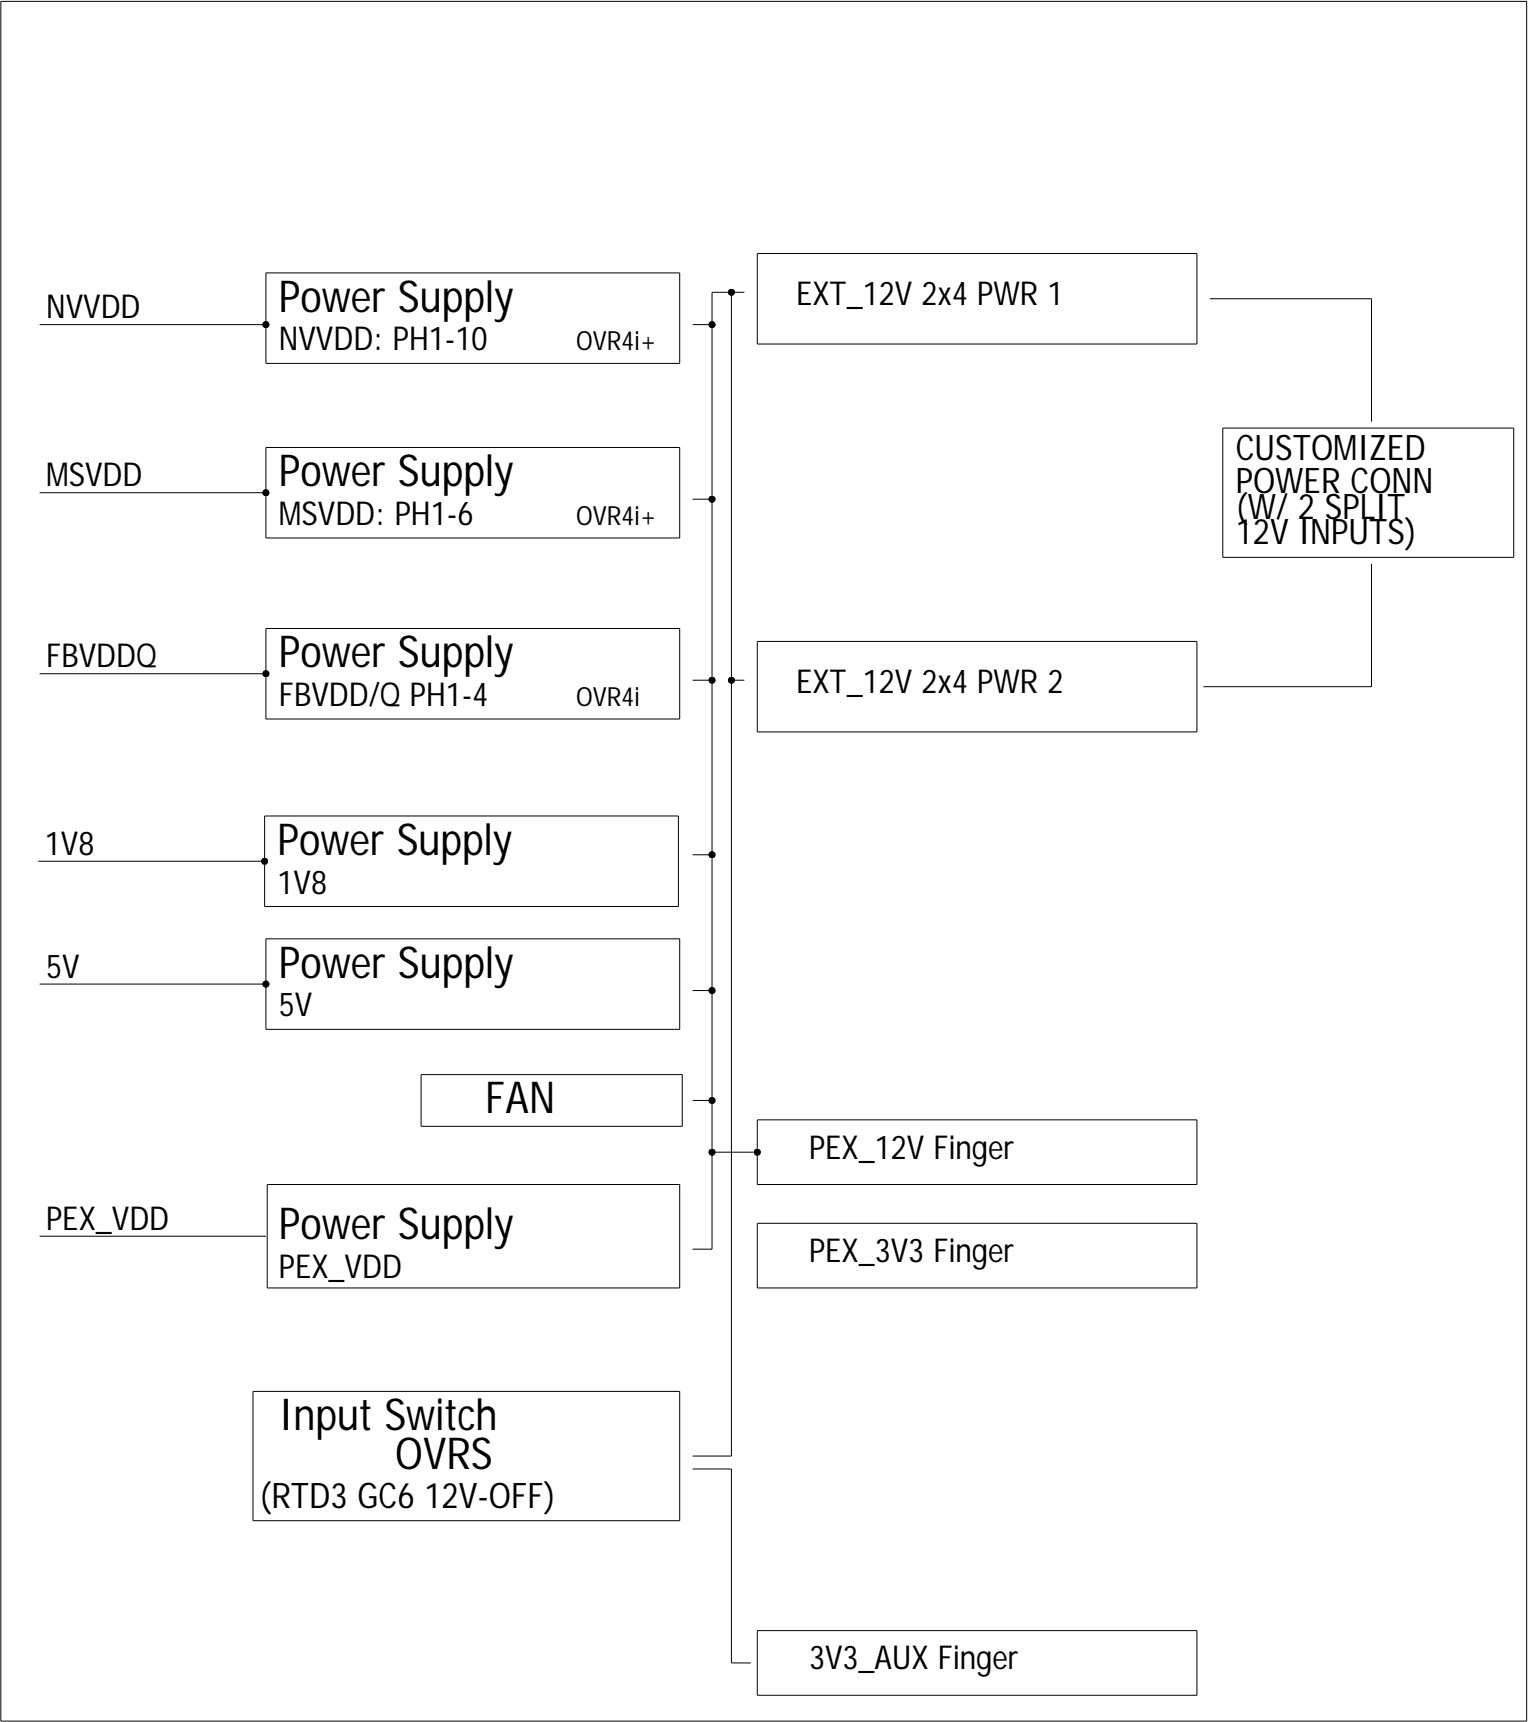 NVVDD
Power Supply
NVVDD: PH1-10 OVR4i+
EXT_12V 2x4 PWR 1
MSVDD
Power Supply
MSVDD: PH1-6 OVR4i+
CUSTOMIZED
POWER CONN
(W/ 2 SPLIT
12V INPUTS)
FBVDDQ
Power Supply
FBVDD/Q PH1-4 OVR4i
EXT_12V 2x4 PWR 2
1V8
Power Supply
1V8
5V
Power Supply
5V
FAN
PEX_12V Finger
PEX_VDD
Power Supply
PEX_VDD
PEX_3V3 Finger
Input Switch
OVRS
(RTD3 GC6 12V-OFF)
3V3_AUX Finger